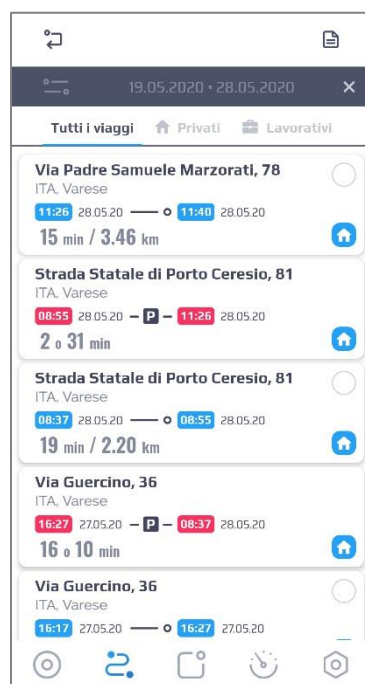 19.05.2020 • 28.05.2020 ×
Tutti i viaggi Privati Lavorativi
Via Padre Samuele Marzorati, 78
ITA, Varese
11:26 28.05.20 11:40 28.05.20
15 min / 3.46 km
Strada Statale di Porto Ceresio, 81
ITA, Varese
08:55 28.05.20 – P – 11:26 28.05.20
2 o 31 min
Strada Statale di Porto Ceresio, 81
ITA, Varese
08:37 28.05.20 08:55 28.05.20
19 min / 2.20 km
Via Guercino, 36
ITA, Varese
16:27 27.05.20 – P – 08:37 28.05.20
16 o 10 min
Via Guercino, 36
ITA, Varese
16:17 27.05.20 16:27 27.05.20